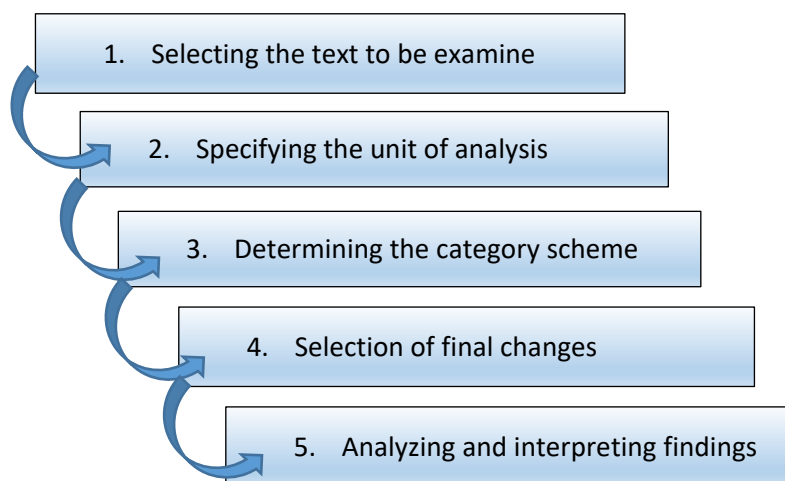 1. Selecting the text to be examine
2. Specifying the unit of analysis
3. Determining the category scheme
4. Selection of final changes
5. Analyzing and interpreting findings